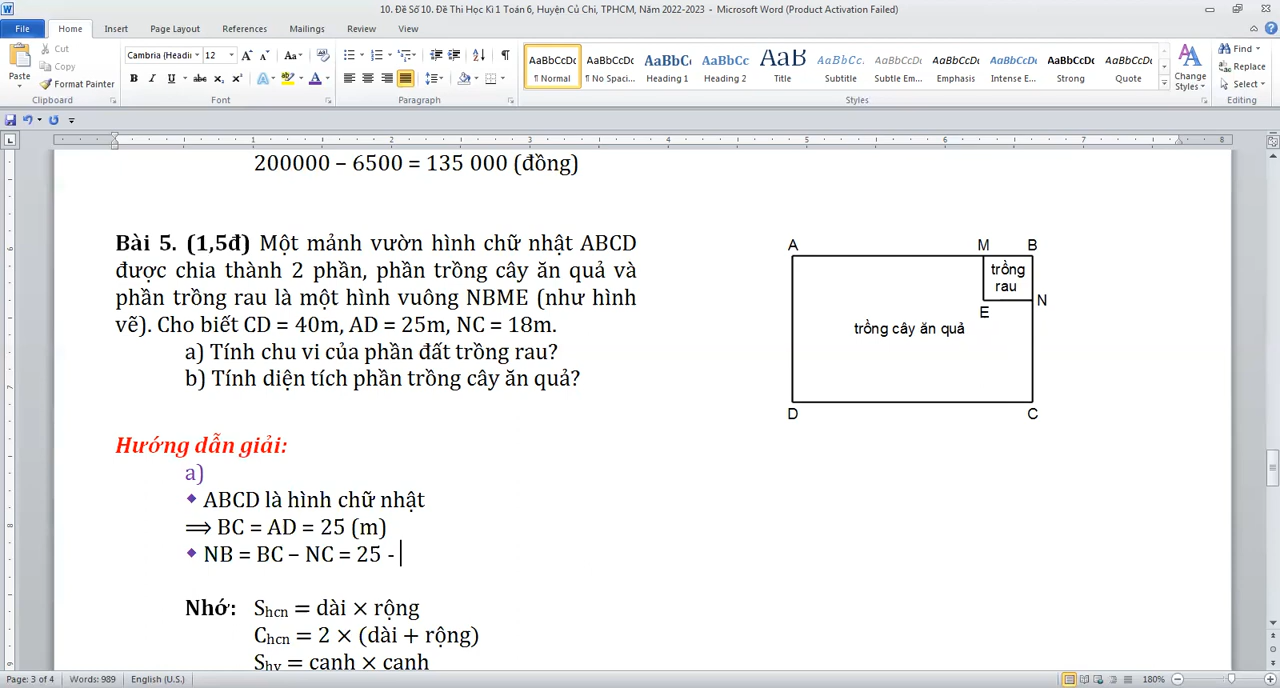 10. Đề Số 10. Đề Thi Học Kì 1 Toán 6, Huyện Củ Chi, TPHCM, Năm 2022-2023 - Microsoft Word (Product Activation Failed)
File Home Insert Page Layout References Mailings Review View
Paste
Cut
Copy
Format Painter
Clipboard
Cambria (Headi 12
Font
Paragraph
AaBbCcDc AaBbCcDc AaBbC AaBbCc AaB AaBbCc. AaBbCcDc AaBbCcDc AaBbCcDc AaBbCcDc AaBbCcDc
¶ Normal ¶ No Spaci... Heading 1 Heading 2 Title Subtitle Subtle Em... Emphasis Intense E... Strong Quote
Styles
Change Styles
Find
Replace
Select
Editing
200000 – 6500 = 135 000 (đồng)
Bài 5. (1,5đ) Một mảnh vườn hình chữ nhật ABCD
được chia thành 2 phần, phần trồng cây ăn quả và
phần trồng rau là một hình vuông NBME (như hình
vẽ). Cho biết CD = 40m, AD = 25m, NC = 18m.
a) Tính chu vi của phần đất trồng rau?
b) Tính diện tích phần trồng cây ăn quả?
A M B
trồng
rau
N
E
trồng cây ăn quả
D C
Hướng dẫn giải:
a)
◆ ABCD là hình chữ nhật
⟹ BC = AD = 25 (m)
◆ NB = BC – NC = 25 -
Nhớ: Shcn = dài × rộng
Chcn = 2 × (dài + rộng)
Shv = cạnh × cạnh
Page: 3 of 4 Words: 989 English (U.S.) 180%